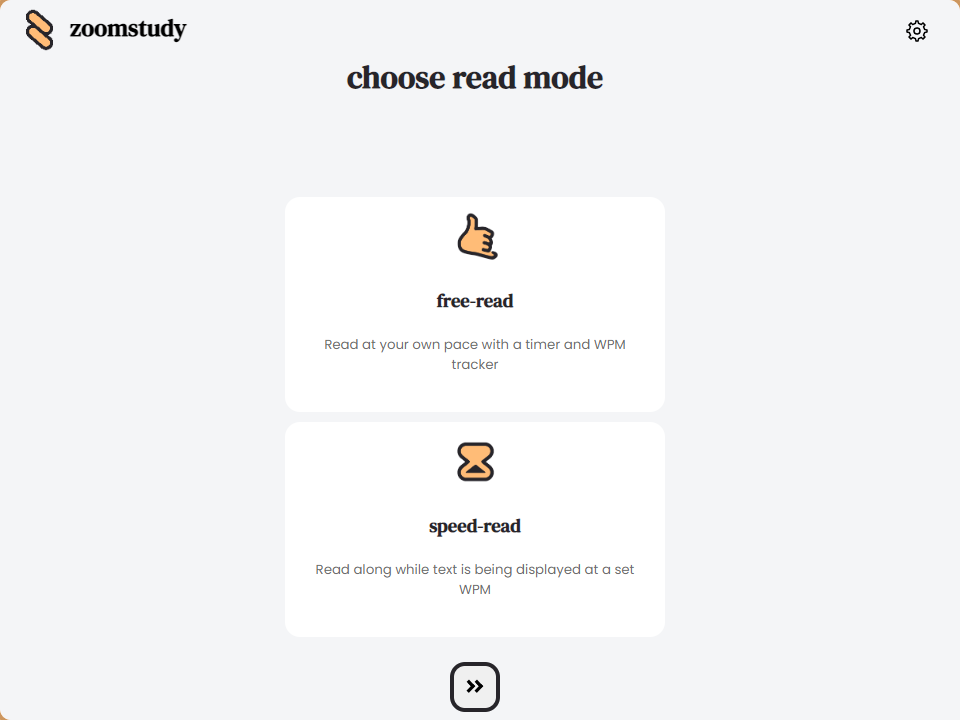 zoomstudy
choose read mode
free-read
Read at your own pace with a timer and WPM
tracker
speed-read
Read along while text is being displayed at a set
WPM